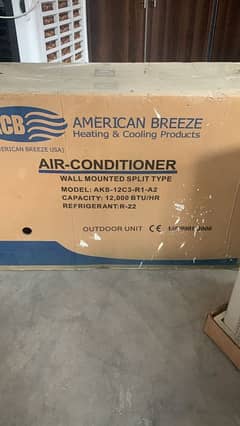 ACB
AMERICAN BREEZE
Heating & Cooling Products
AMERICAN BREEZE USA)
AIR-CONDITIONER
WALL MOUNTED SPLIT TYPE
MODEL: AKB-12C3-R1-A2
CAPACITY: 12,000 BTU/HR
REFRIGERANT: R-22
OUTDOOR UNIT CE